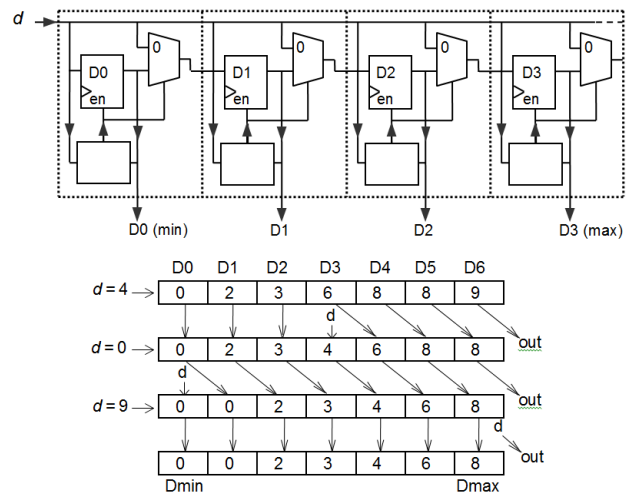 d
0 0 0 0
D0 D1 D2 D3
en en en en
D0 (min) D1 D2 D3 (max)
D0 D1 D2 D3 D4 D5 D6
d = 4 0 2 3 6 8 8 9
d
d = 0 0 2 3 4 6 8 8 out
d
d = 9 0 0 2 3 4 6 8 out
d
0 0 2 3 4 6 8 out
Dmin Dmax